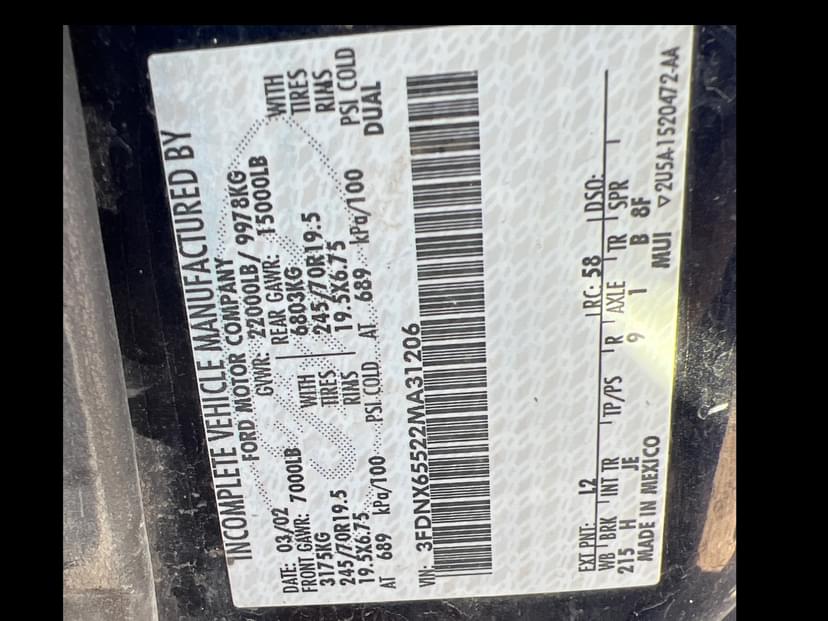 INCOMPLETE VEHICLE MANUFACTURED BY
FORD MOTOR COMPANY
DATE: 03/02 GVWR: 22000LB/ 9978KG
FRONT GAWR: 7000LB REAR GAWR: 15000LB
3175KG WITH 6803KG WITH
245/70R19.5 TIRES 245/70R19.5 TIRES
19.5X6.75 RIMS 19.5X6.75 RIMS
AT 689 kPa/100 PSI COLD AT 689 kPa/100 PSI COLD
DUAL
VIN: 3FDNX65522MA31206
EXT PNT: L2 RC: 58 DSO:
WB BRK INT TR TP/PS R AXLE TR SPR
215 H JE 9 1 B 8F
MADE IN MEXICO MUI
▽2U5A-1520472-AA